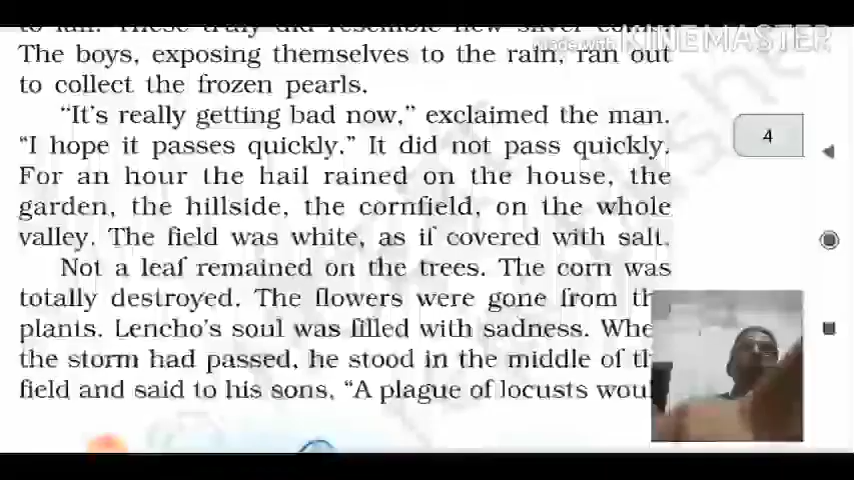 Made with KINEMASTER
The boys, exposing themselves to the rain, ran out
to collect the frozen pearls.
"It's really getting bad now," exclaimed the man.
"I hope it passes quickly." It did not pass quickly.
4
For an hour the hail rained on the house, the
garden, the hillside, the cornfield, on the whole
valley. The field was white, as if covered with salt.
Not a leaf remained on the trees. The corn was
totally destroyed. The flowers were gone from
plants. Lencho's soul was filled with sadness.
the storm had passed, he stood in the middle of
field and said to his sons, "A plague of locusts